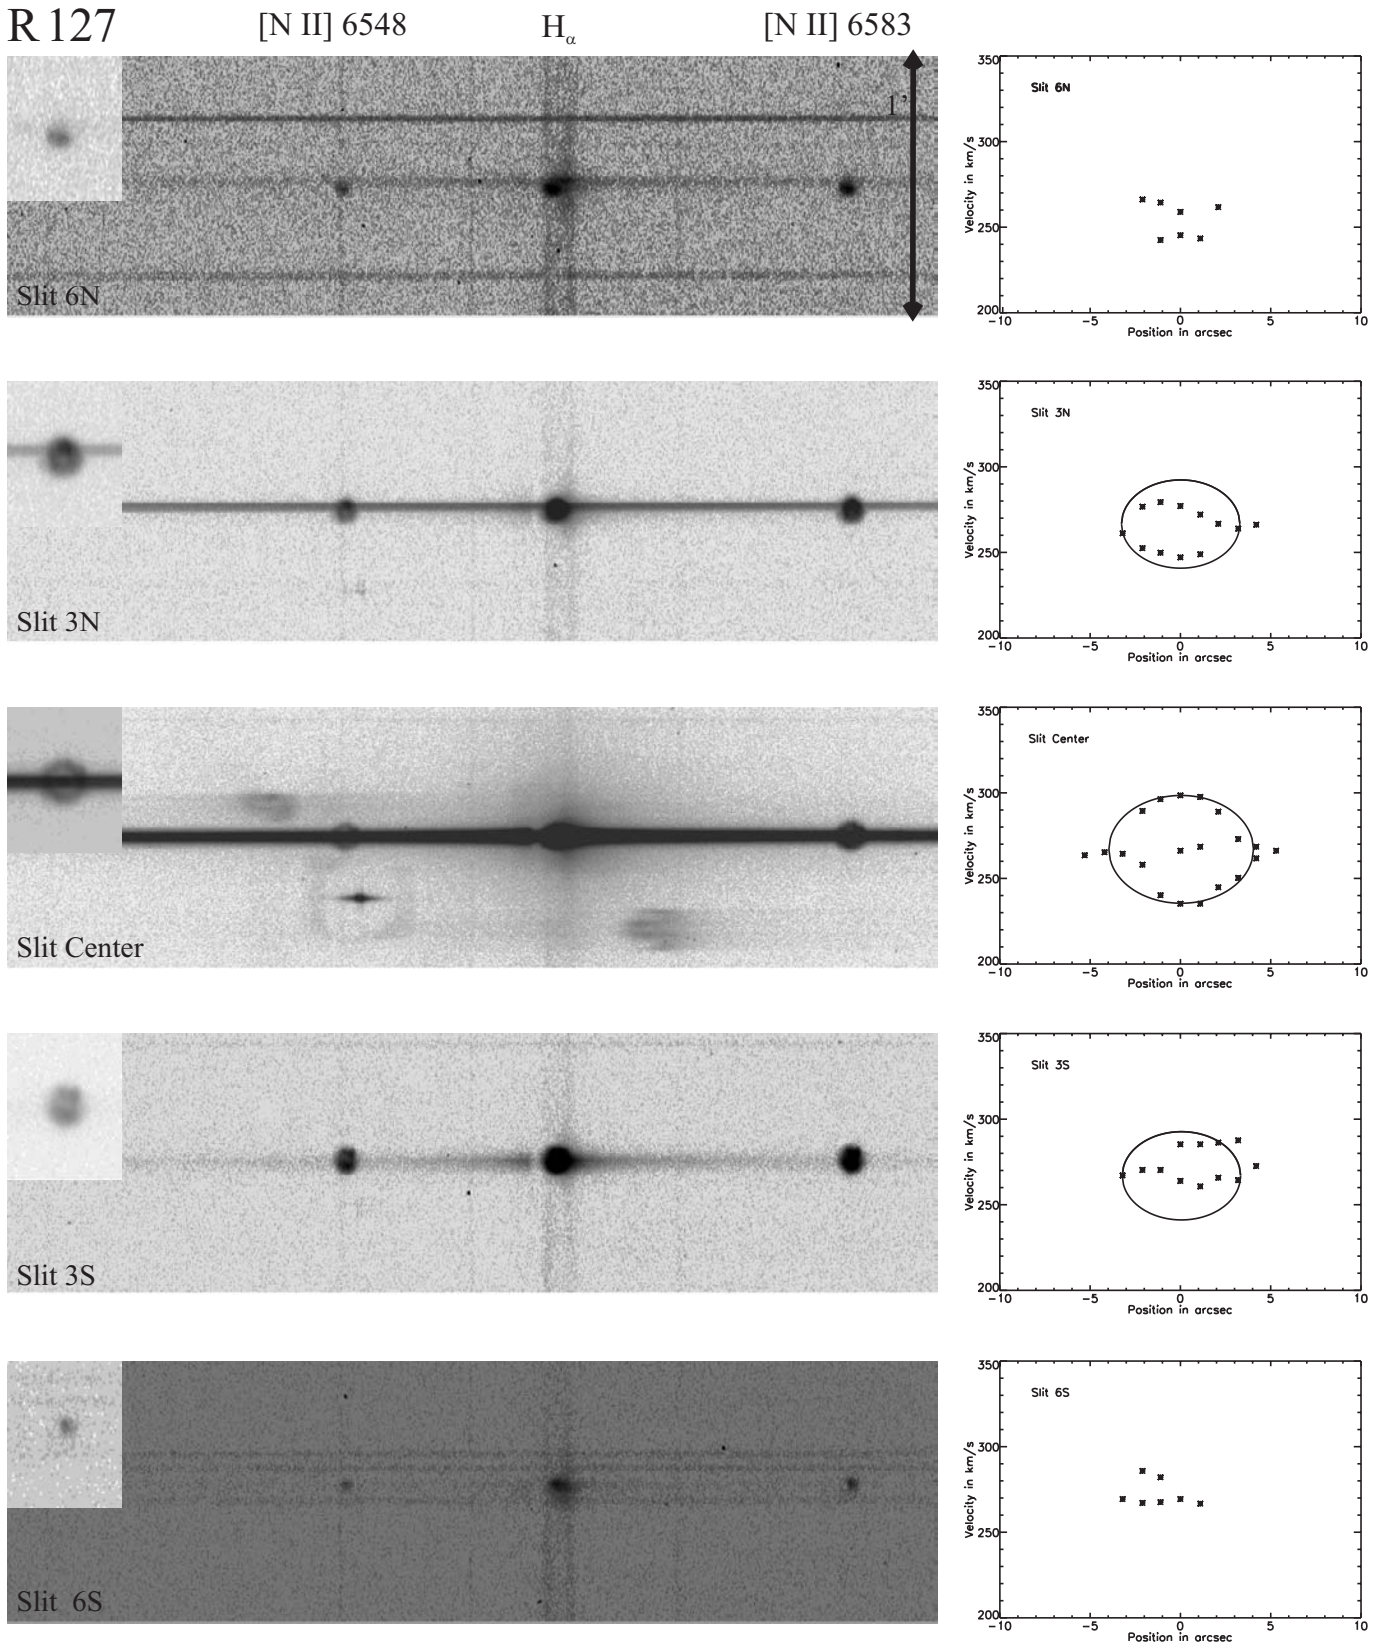 R 127 [N II] 6548 Hα [N II] 6583
1'
Slit 6N
350
300
250
200
Velocity in km/s
Slit 6N
-10 -5 0 5 10
Position in arcsec
Slit 3N
350
300
250
200
Velocity in km/s
Slit 3N
-10 -5 0 5 10
Position in arcsec
Slit Center
350
300
250
200
Velocity in km/s
Slit Center
-10 -5 0 5 10
Position in arcsec
Slit 3S
350
300
250
200
Velocity in km/s
Slit 3S
-10 -5 0 5 10
Position in arcsec
Slit 6S
350
300
250
200
Velocity in km/s
Slit 6S
-10 -5 0 5 10
Position in arcsec